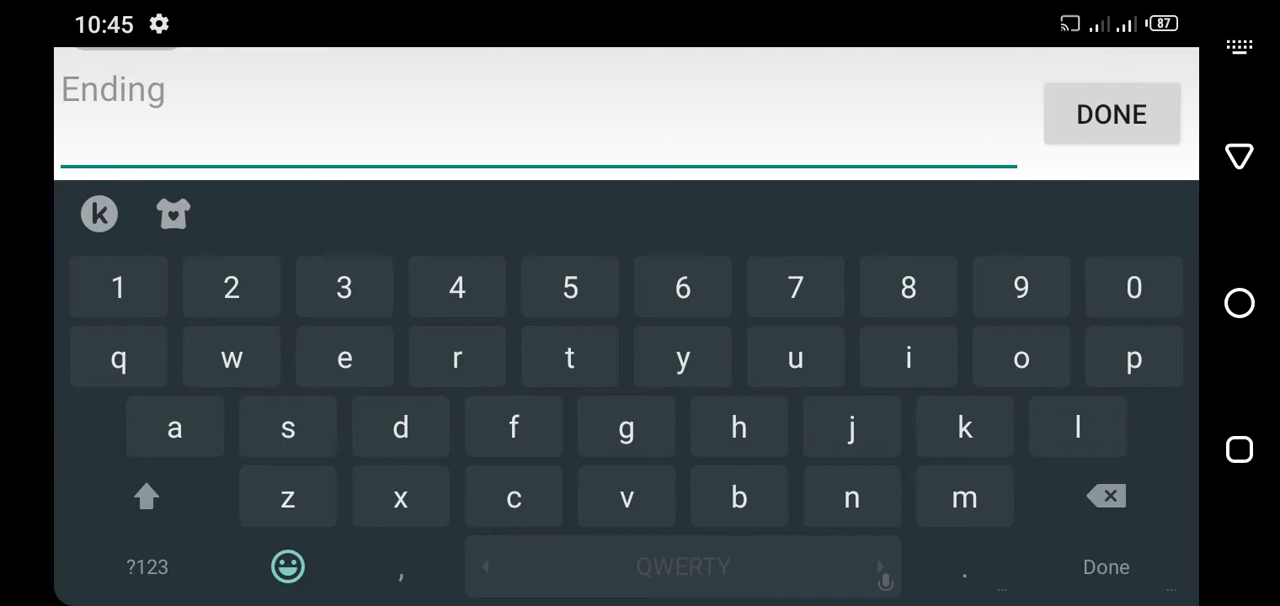 10:45
87
Ending
DONE
k
1 2 3 4 5 6 7 8 9 0
q w e r t y u i o p
a s d f g h j k l
z x c v b n m
?123 , QWERTY . Done
... ...